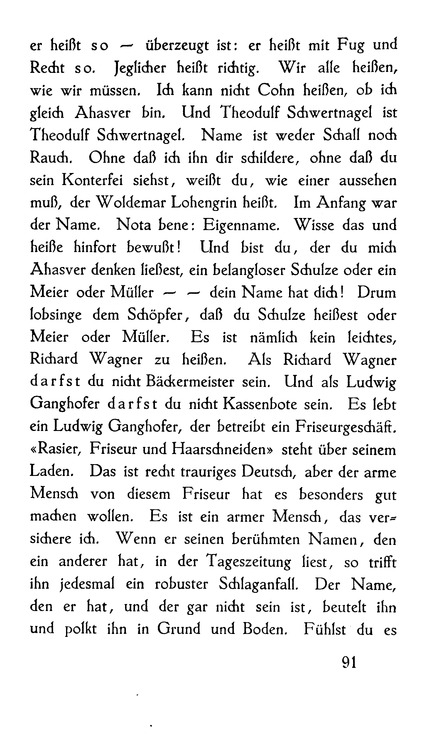 er heißt so — überzeugt ist: er heißt mit Fug und
Recht so. Jeglicher heißt richtig. Wir alle heißen,
wie wir müssen. Ich kann nicht Cohn heißen, ob ich
gleich Ahasver bin. Und Theodulf Schwertnagel ist
Theodulf Schwertnagel. Name ist weder Schall noch
Rauch. Ohne daß ich ihn dir schildere, ohne daß du
sein Konterfei siehst, weißt du, wie einer aussehen
muß, der Woldemar Lohengrin heißt. Im Anfang war
der Name. Nota bene: Eigenname. Wisse das und
heiße hinfort bewußt! Und bist du, der du mich
Ahasver denken ließest, ein belangloser Schulze oder ein
Meier oder Müller — — dein Name hat dich! Drum
lobsinge dem Schöpfer, daß du Schulze heißest oder
Meier oder Müller. Es ist nämlich kein leichtes,
Richard Wagner zu heißen. Als Richard Wagner
darfst du nicht Bäckermeister sein. Und als Ludwig
Ganghofer darfst du nicht Kassenbote sein. Es lebt
ein Ludwig Ganghofer, der betreibt ein Friseurgeschäft.
«Rasier, Friseur und Haarschneiden» steht über seinem
Laden. Das ist recht trauriges Deutsch, aber der arme
Mensch von diesem Friseur hat es besonders gut
machen wollen. Es ist ein armer Mensch, das ver-
sichere ich. Wenn er seinen berühmten Namen, den
ein anderer hat, in der Tageszeitung liest, so trifft
ihn jedesmal ein robuster Schlaganfall. Der Name,
den er hat, und der gar nicht sein ist, beutelt ihn
und polkt ihn in Grund und Boden. Fühlst du es
91